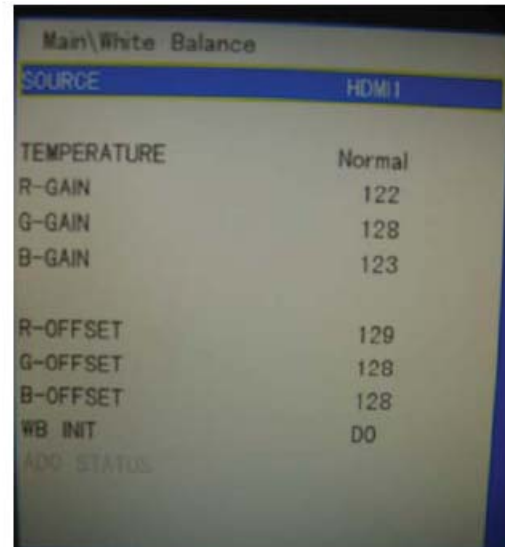 Main\White Balance
SOURCE HDMI1
TEMPERATURE Normal
R-GAIN 122
G-GAIN 128
B-GAIN 123
R-OFFSET 129
G-OFFSET 128
B-OFFSET 128
WB INIT DO
ADC STATUS